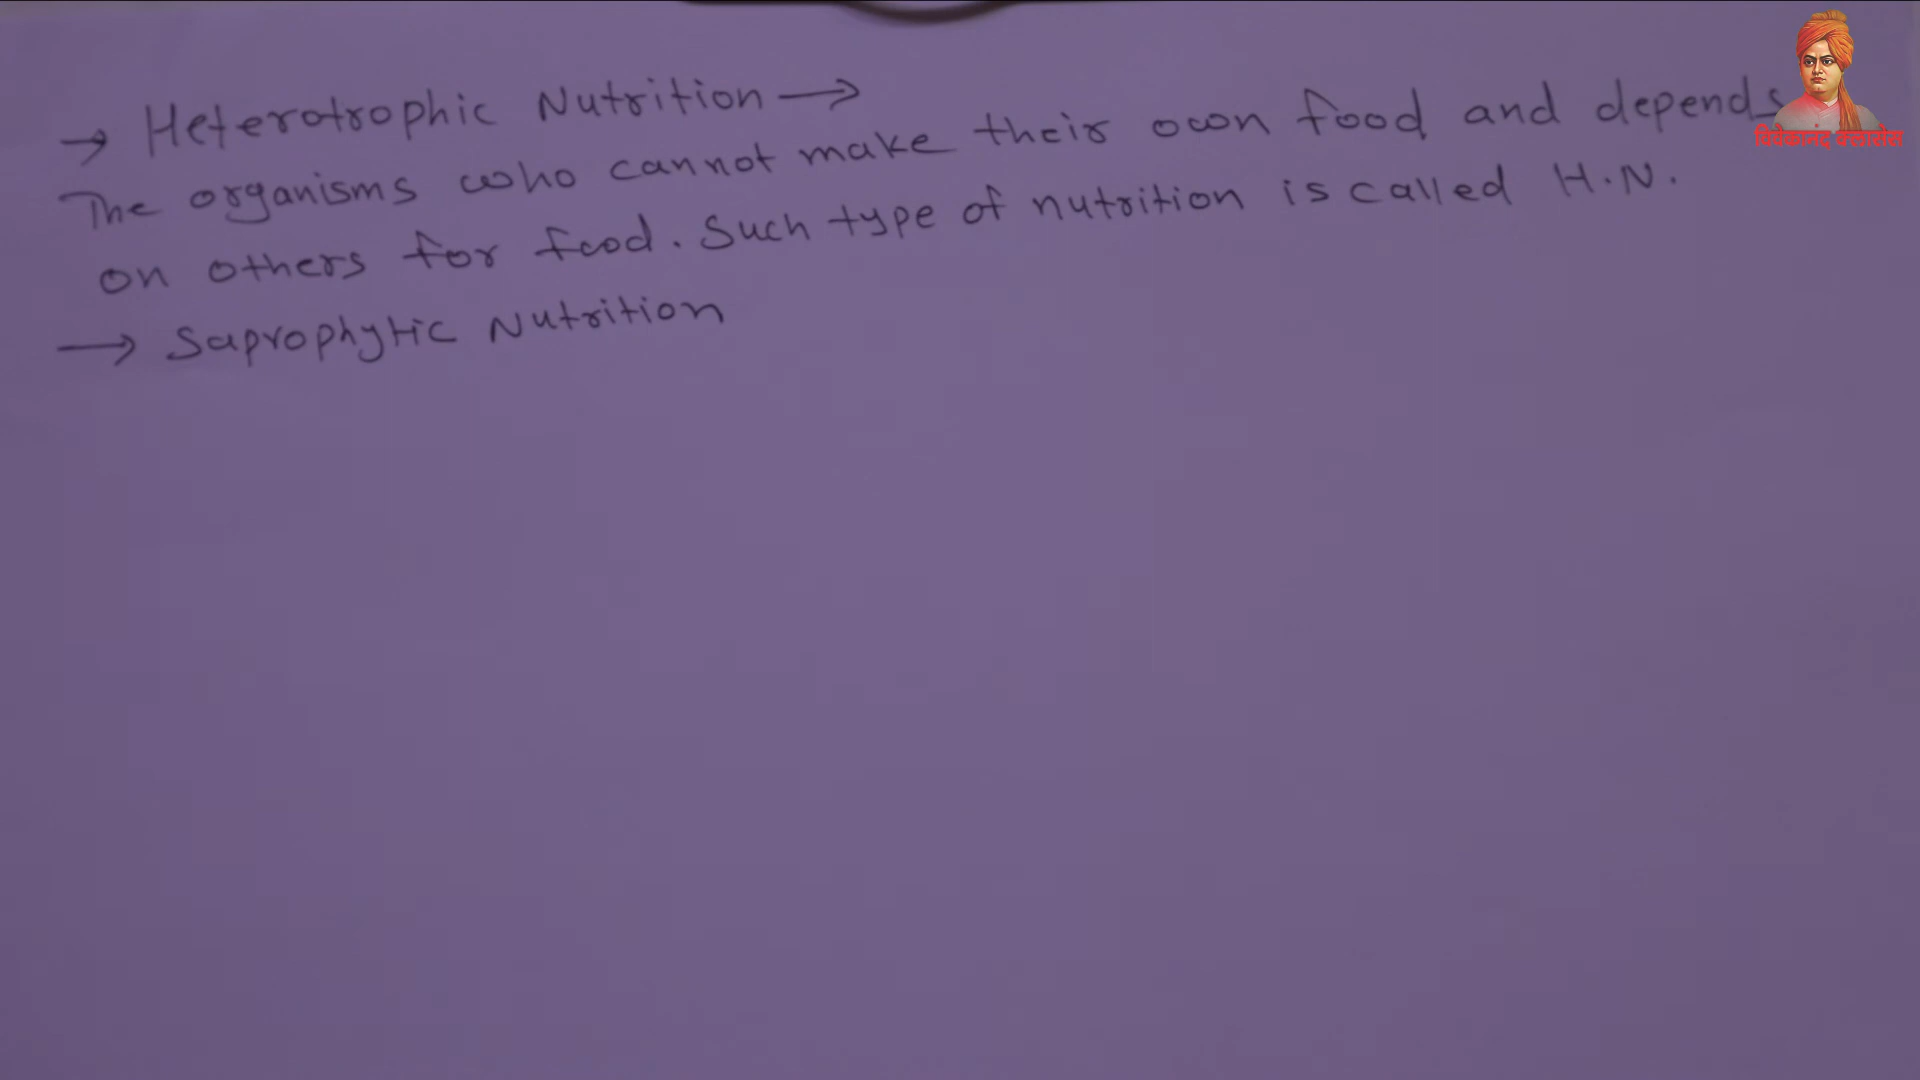 → Heterotrophic Nutrition →
The organisms who cannot make their own food and depends
on others for food. Such type of nutrition is called H.N.
→ Saprophytic Nutrition
विवेकानंद क्लासेस